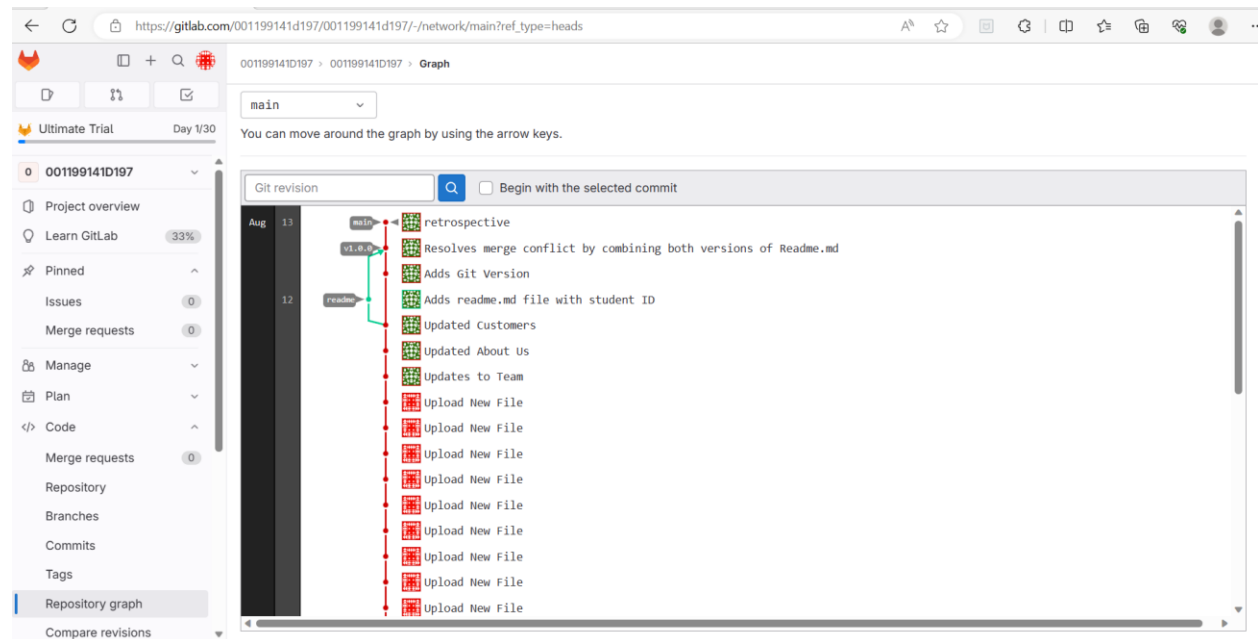 https://gitlab.com/001199141d197/001199141d197/-/network/main?ref_type=heads
001199141D197 > 001199141D197 > Graph
Ultimate Trial Day 1/30
0 001199141D197
Project overview
Learn GitLab 33%
Pinned
Issues 0
Merge requests 0
Manage
Plan
Code
Merge requests 0
Repository
Branches
Commits
Tags
Repository graph
Compare revisions
main
You can move around the graph by using the arrow keys.
Git revision Begin with the selected commit
Aug 13 main retrospective
v1.0.0 Resolves merge conflict by combining both versions of Readme.md
Adds Git Version
12 readme Adds readme.md file with student ID
Updated Customers
Updated About Us
Updates to Team
Upload New File
Upload New File
Upload New File
Upload New File
Upload New File
Upload New File
Upload New File
Upload New File
Upload New File